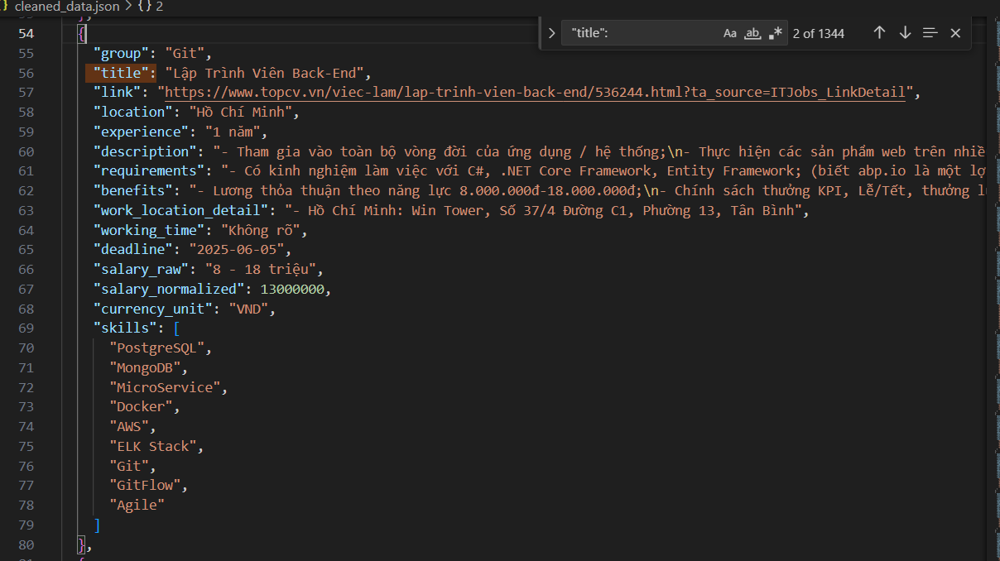 cleaned_data.json > {} 2
"title":
Aa ab .* 2 of 1344
54 {
55 "group": "Git",
56 "title": "Lập Trình Viên Back-End",
57 "link": "https://www.topcv.vn/viec-lam/lap-trinh-vien-back-end/536244.html?ta_source=ITJobs_LinkDetail",
58 "location": "Hồ Chí Minh",
59 "experience": "1 năm",
60 "description": "- Tham gia vào toàn bộ vòng đời của ứng dụng / hệ thống;\n- Thực hiện các sản phẩm web trên nhiề
61 "requirements": "- Có kinh nghiệm làm việc với C#, .NET Core Framework, Entity Framework; (biết abp.io là một lợ
62 "benefits": "- Lương thỏa thuận theo năng lực 8.000.000đ-18.000.000đ;\n- Chính sách thưởng KPI, Lễ/Tết, thưởng l
63 "work_location_detail": "- Hồ Chí Minh: Win Tower, Số 37/4 Đường C1, Phường 13, Tân Bình",
64 "working_time": "Không rõ",
65 "deadline": "2025-06-05",
66 "salary_raw": "8 - 18 triệu",
67 "salary_normalized": 13000000,
68 "currency_unit": "VND",
69 "skills": [
70 "PostgreSQL",
71 "MongoDB",
72 "MicroService",
73 "Docker",
74 "AWS",
75 "ELK Stack",
76 "Git",
77 "GitFlow",
78 "Agile"
79 ]
80 },